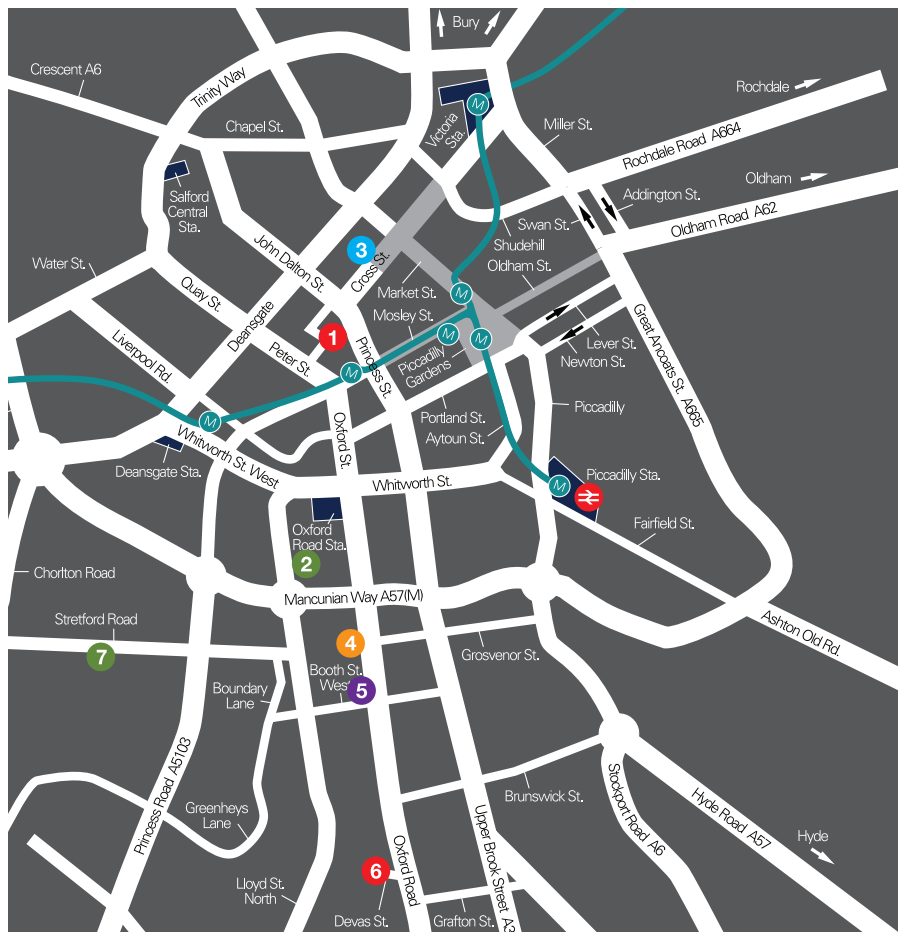 Bury
Crescent A6
Trinity Way
Rochdale
Chapel St.
Victoria
Sta.
M
Miller St.
Rochdale Road A664
Oldham
Salford
Central
Sta.
Addington St.
Swan St.
Oldham Road A62
John Dalton St.
3
Cross St.
Shudehill
Oldham St.
Water St.
Quay St.
Market St.
M
Deansgate
Mosley St.
Great Ancoats St. A665
Liverpool Rd.
Peter St.
1
Princess St.
M
M
Lever St.
Newton St.
Piccadilly
Gardens
M
Oxford St.
Portland St.
Piccadilly
Aytoun St.
M
Whitworth St. West
Deansgate Sta.
Whitworth St.
Piccadilly Sta.
M
Fairfield St.
Oxford
Road Sta.
2
Chorlton Road
Mancunian Way A57(M)
Stretford Road
Ashton Old Rd.
7
4
Grosvenor St.
Booth St.
West
5
Boundary
Lane
Princess Road A5103
Brunswick St.
Stockport Road A6
Hyde Road A57
Greenheys
Lane
Upper Brook Street A3
Hyde
Oxford Road
6
Lloyd St.
North
Devas St.
Grafton St.